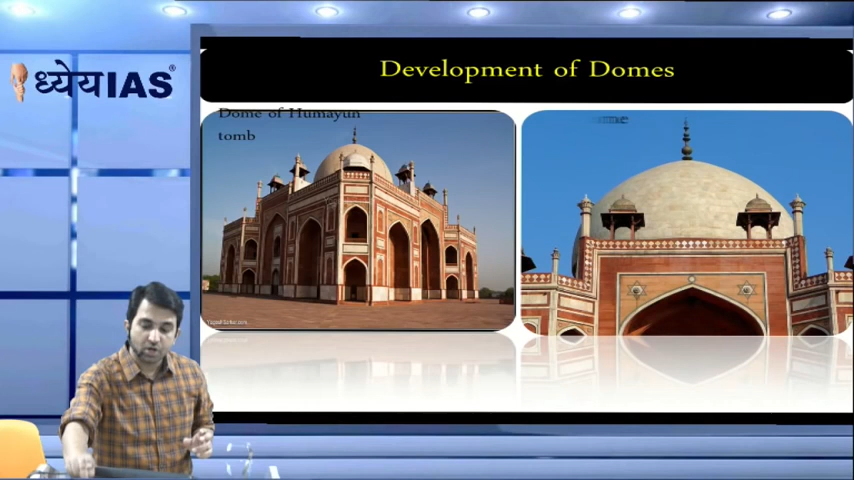 ध्येयIAS®
Development of Domes
Dome of Humayun
tomb